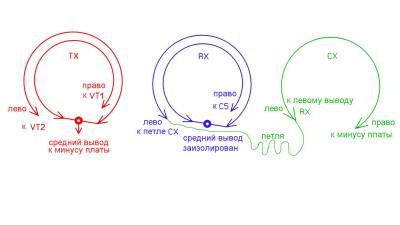 TX
право
к VT1
лево
к VT2
средний вывод
к минусу платы
RX
право
к C5
лево
к петле CX
средний вывод
заизолирован
петля
CX
к левому выводу
RX
лево
право
к минусу платы